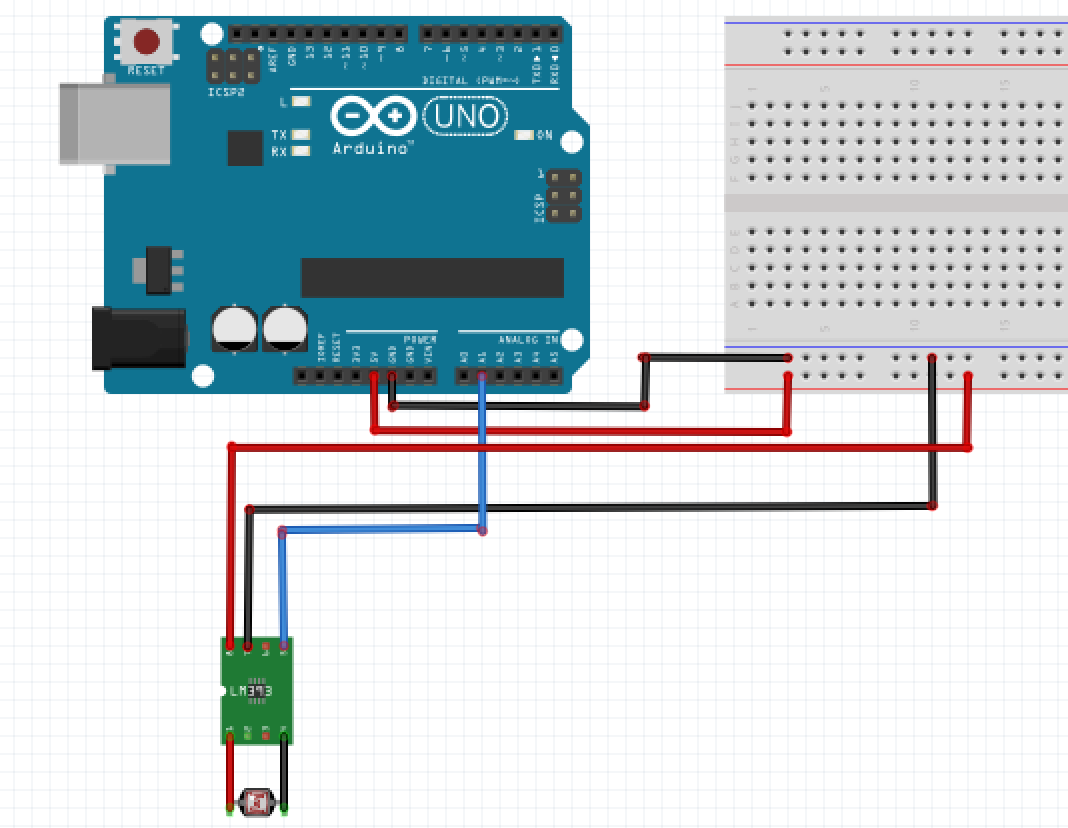 RESET
ICSP2
AREF
GND
13
12
~11
~10
~9
8
7
~6
~5
4
~3
2
TXD▶1
RXD◀0
DIGITAL (PWM~)
L
TX
RX
UNO
Arduino™
ON
1
ICSP
IOREF
RESET
3V3
5V
GND
GND
VIN
POWER
A0
A1
A2
A3
A4
A5
ANALOG IN
1
5
10
15
J
I
H
G
F
E
D
C
B
A
1
5
10
15
LM393